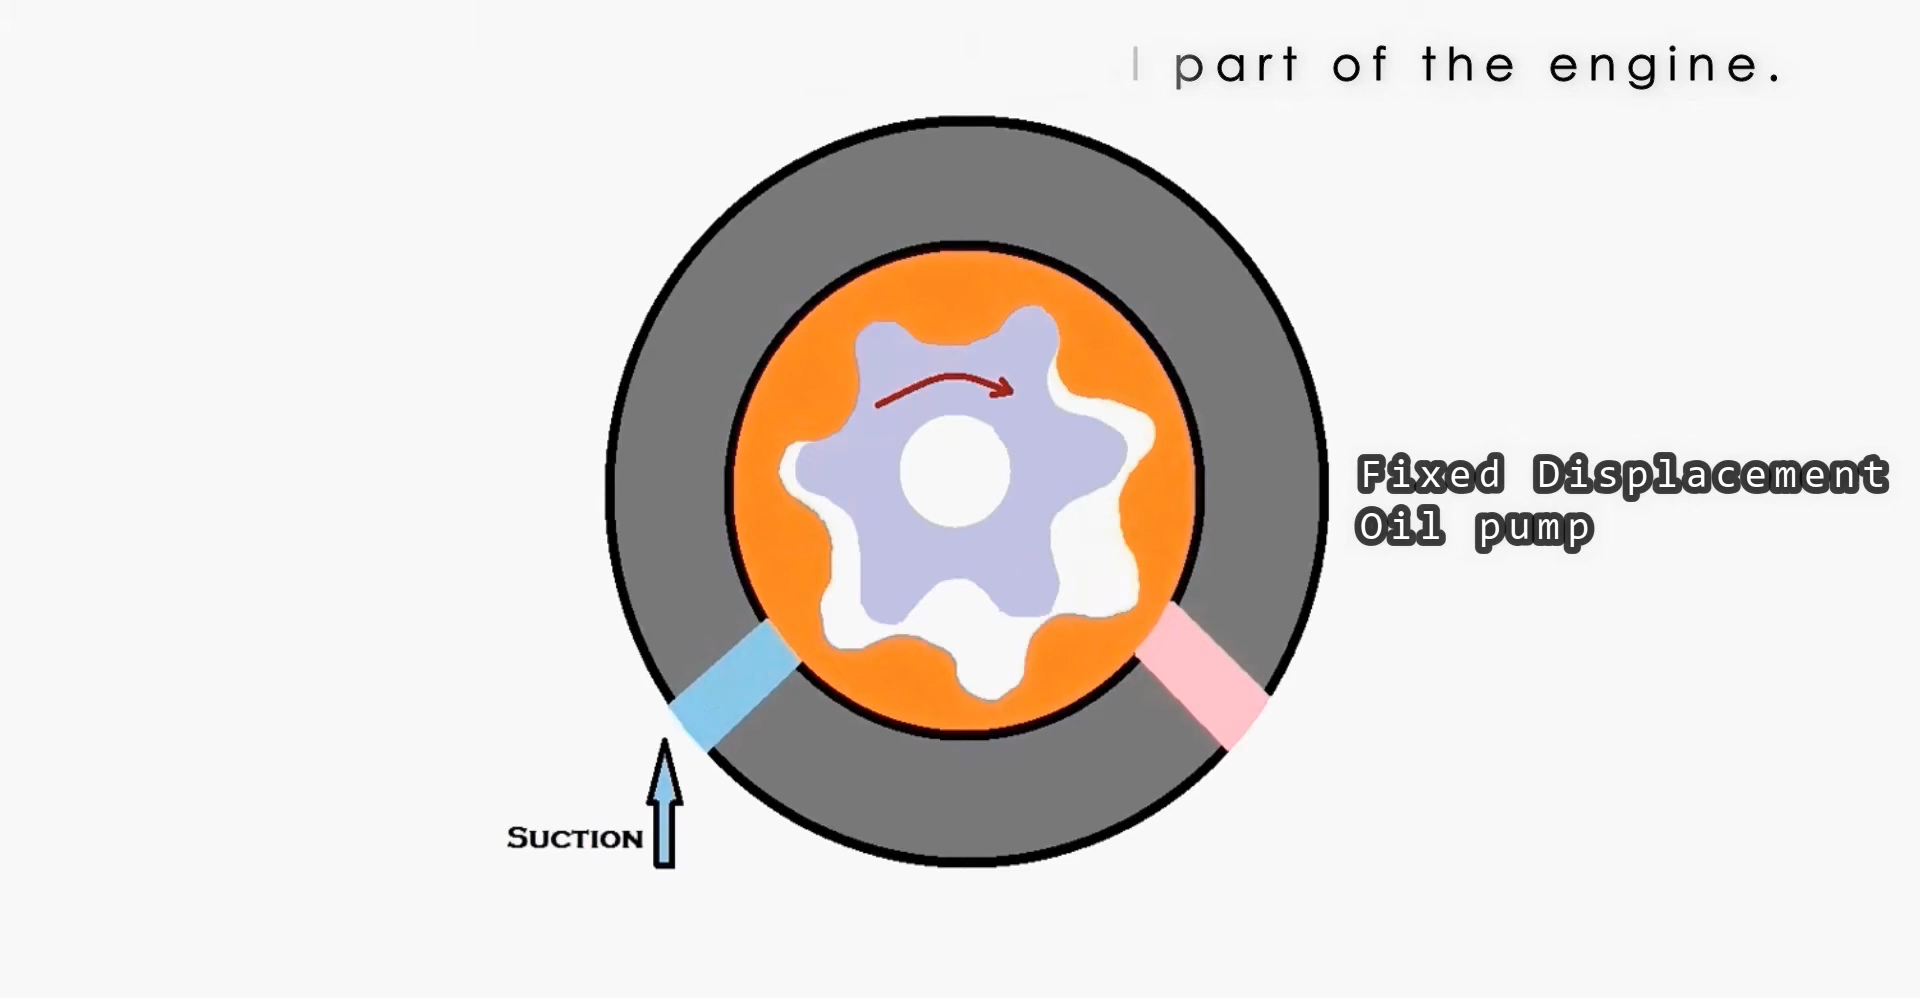 part of the engine.
Fixed Displacement
Oil pump
SUCTION